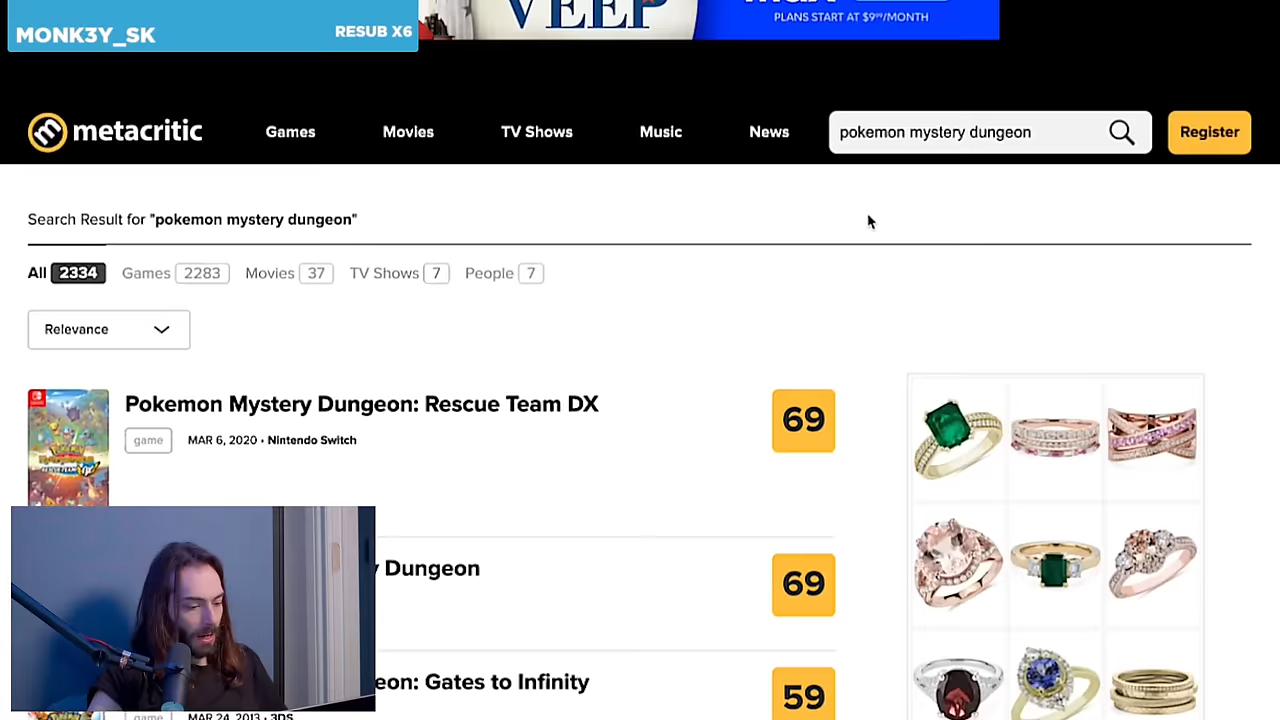 MONK3Y_SK
RESUB X6
VEEP
PLANS START AT $9⁹⁹/MONTH
metacritic
Games
Movies
TV Shows
Music
News
pokemon mystery dungeon
Register
Search Result for "pokemon mystery dungeon"
All 2334
Games 2283
Movies 37
TV Shows 7
People 7
Relevance
Pokemon Mystery Dungeon: Rescue Team DX
69
game
MAR 6, 2020 • Nintendo Switch
Dungeon
69
eon: Gates to Infinity
59
game
MAR 24, 2013 • 3DS